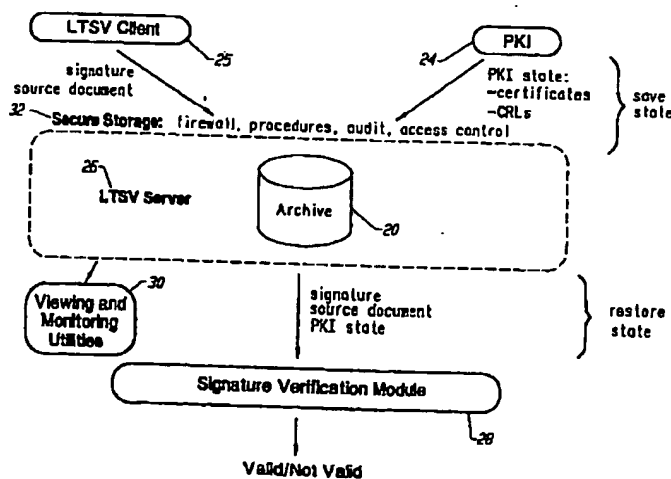 LTSV Client
25
24
PKI
signature
source document
PKI state:
-certificates
-CRLs
save
state
32
Secure Storage: firewall, procedures, audit, access control
26
LTSV Server
Archive
20
30
Viewing and
Monitoring
Utilities
signature
source document
PKI state
restore
state
Signature Verification Module
28
Valid/Not Valid